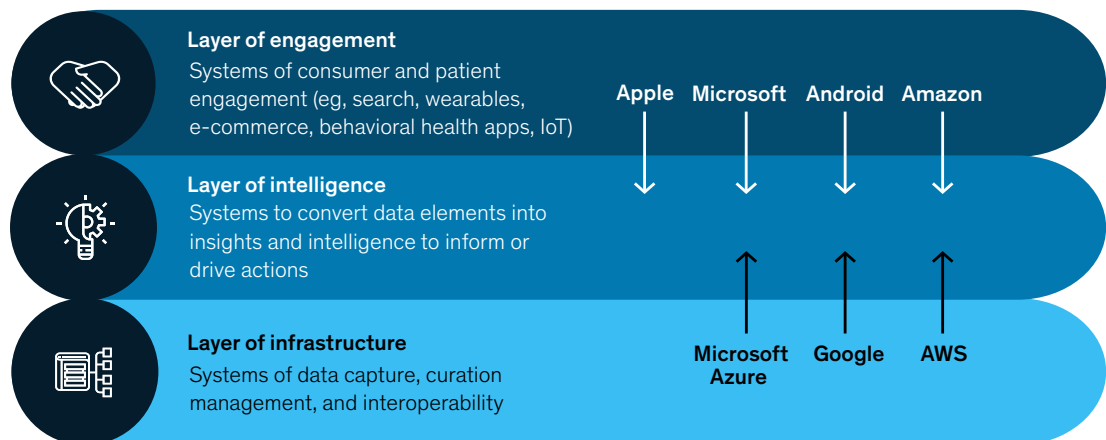 Layer of engagement
Systems of consumer and patient
engagement (eg, search, wearables,
e-commerce, behavioral health apps, IoT)
Apple Microsoft Android Amazon
Layer of intelligence
Systems to convert data elements into
insights and intelligence to inform or
drive actions
Layer of infrastructure
Systems of data capture, curation
management, and interoperability
Microsoft
Azure
Google
AWS